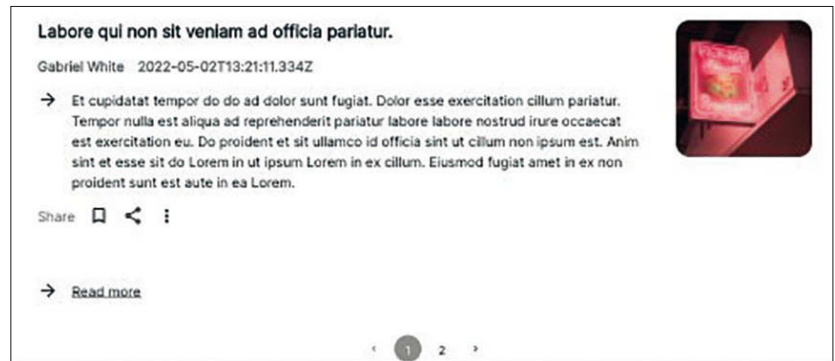 Labore qui non sit veniam ad officia pariatur.
Gabriel White 2022-05-02T13:21:11.334Z
→ Et cupidatat tempor do do ad dolor sunt fugiat. Dolor esse exercitation cillum pariatur.
Tempor nulla est aliqua ad reprehenderit pariatur labore labore nostrud irure occaecat
est exercitation eu. Do proident et sit ullamco id officia sint ut cillum non ipsum est. Anim
sint et esse sit do Lorem in ut ipsum Lorem in ex cillum. Eiusmod fugiat amet in ex non
proident sunt est aute in ea Lorem.
Share
→ Read more
‹ 1 2 ›